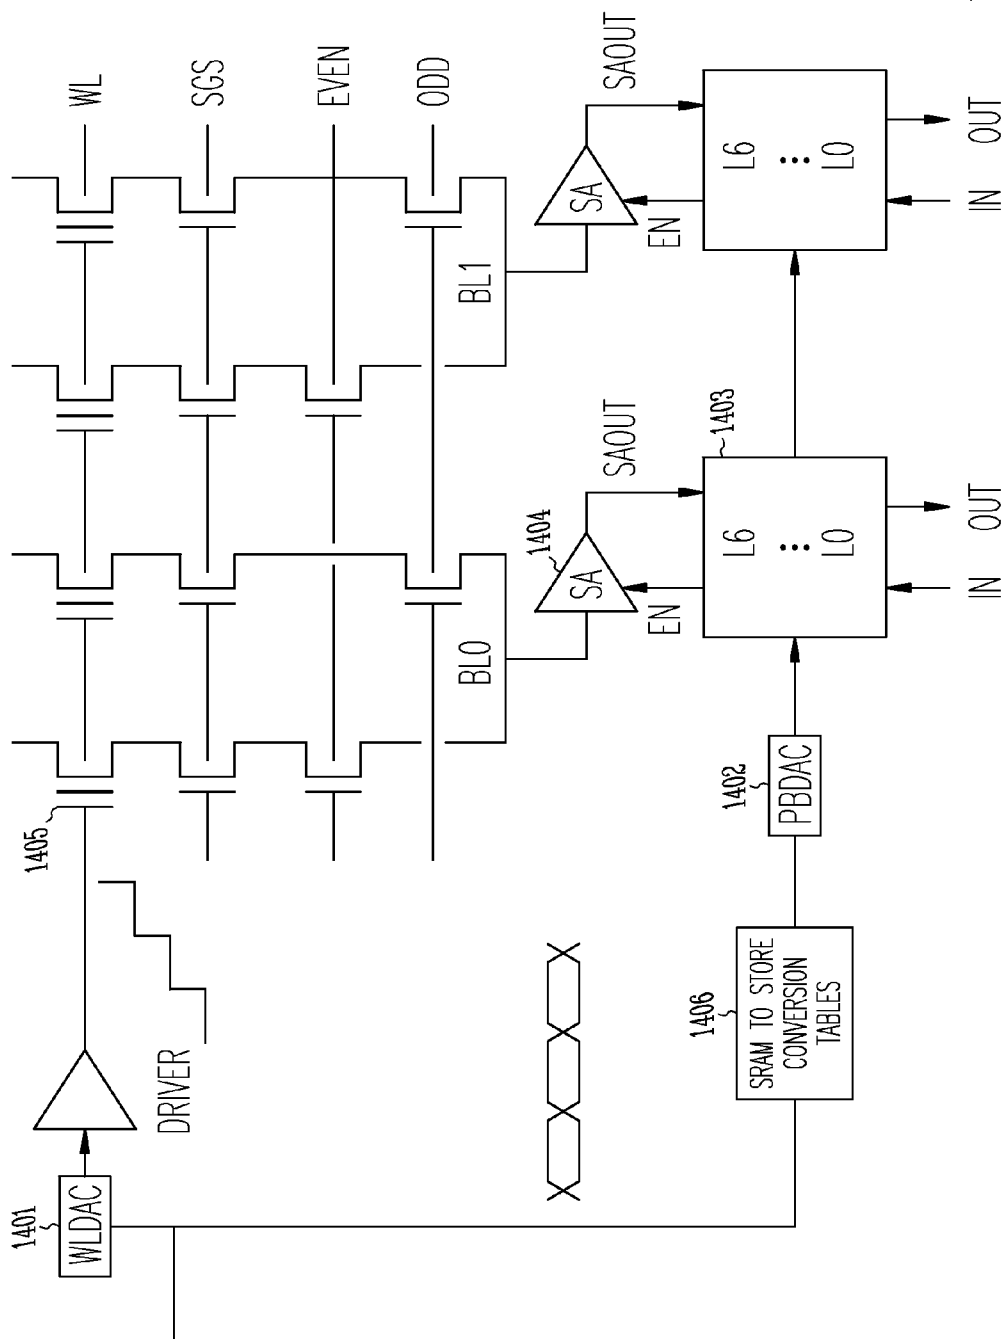 WL
SGS
EVEN
ODD
1405
DRIVER
1401
WLDAC
BL0
BL1
1404
SA
SAOUT
EN
SA
SAOUT
EN
1406
SRAM TO STORE
CONVERSION
TABLES
1402
PBDAC
1403
L6
•••
L0
L6
•••
L0
IN
OUT
IN
OUT